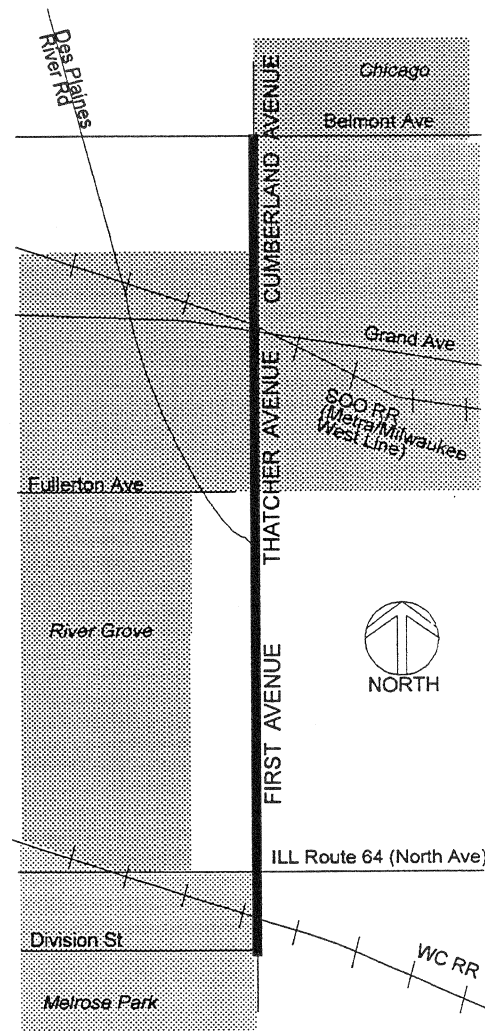 Des Plaines
River Rd
Chicago
Belmont Ave
CUMBERLAND AVENUE
Grand Ave
THATCHER AVENUE
SOO RR
(Metra/Milwaukee
West Line)
Fullerton Ave
River Grove
NORTH
FIRST AVENUE
ILL Route 64 (North Ave)
Division St
WC RR
Melrose Park